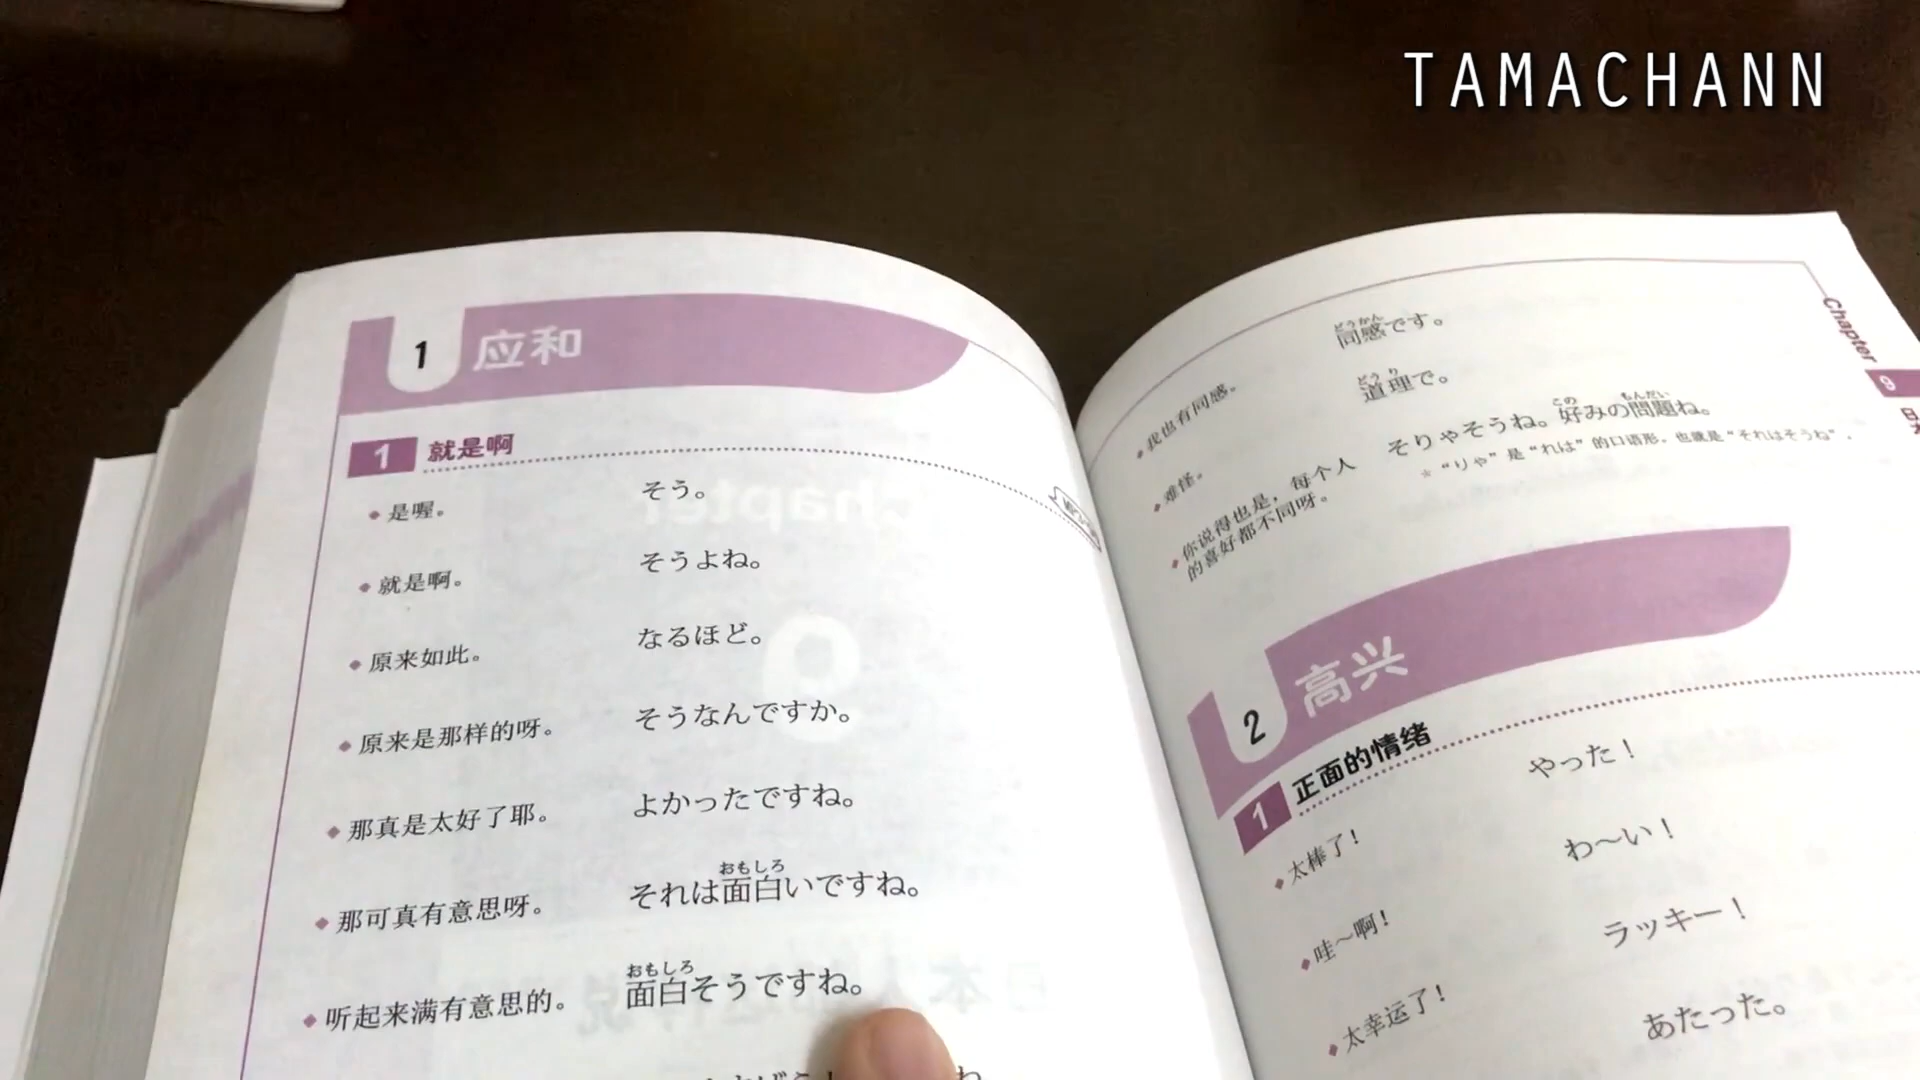 TAMACHANN
1 应和
1 就是啊
是喔。 そう。
就是啊。 そうよね。
原来如此。 なるほど。
原来是那样的呀。 そうなんですか。
那真是太好了耶。 よかったですね。
おもしろ
那可真有意思呀。 それは面白いですね。
おもしろ
听起来满有意思的。 面白そうですね。
Chapter
9
どうかん
我也有同感。 同感です。
どうり
难怪。 道理で。
この もんだい
你说得也是，每个人 そりゃそうね。好みの問題ね。
的喜好都不同呀。
＊“りゃ”是“れは”的口语形，也就是“それはそうね”。
2 高兴
1 正面的情绪
太棒了！ やった！
哇～啊！ わ～い！
太幸运了！ ラッキー！
あたった。